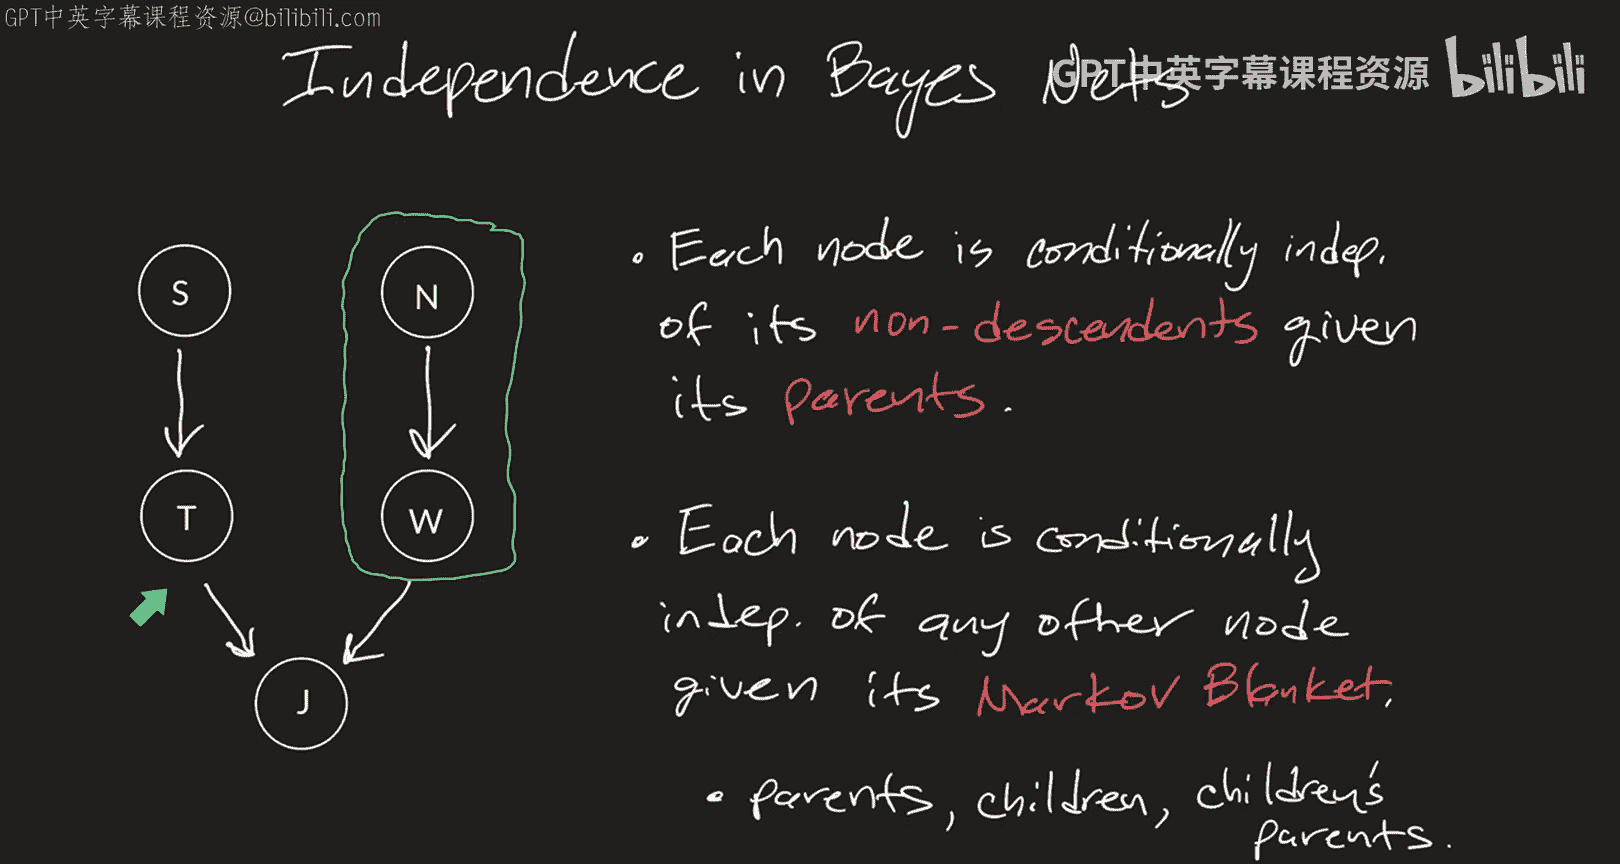 GPT中英字幕课程资源@bilibili.com
Independence in Bayes Nets
GPT中英字幕课程资源 bilibili
S
N
T
W
J
• Each node is conditionally indep.
of its non-descendents given
its parents.
• Each node is conditionally
indep. of any other node
given its Markov Blanket.
• parents, children, children's
parents.